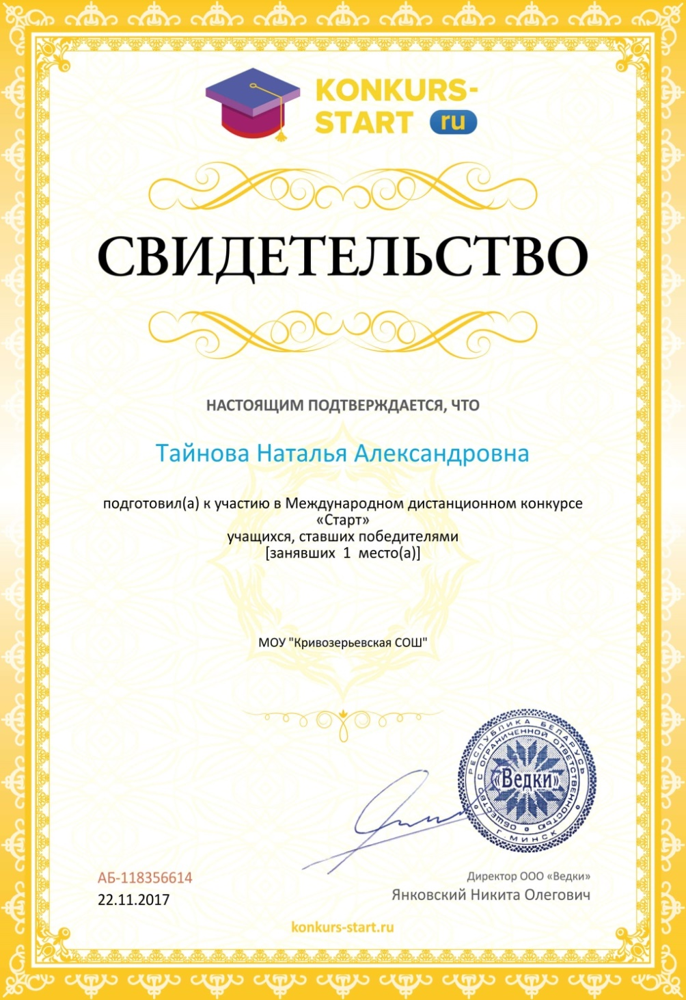 KONKURS-
START ru
СВИДЕТЕЛЬСТВО
НАСТОЯЩИМ ПОДТВЕРЖДАЕТСЯ, ЧТО
Тайнова Наталья Александровна
подготовил(а) к участию в Международном дистанционном конкурсе
«Старт»
учащихся, ставших победителями
[занявших 1 место(а)]
МОУ "Кривозерьевская СОШ"
РЕСПУБЛИКА БЕЛАРУСЬ
ОБЩЕСТВО С ОГРАНИЧЕННОЙ ОТВЕТСТВЕННОСТЬЮ
«Ведки»
Г. МИНСК
АБ-118356614
22.11.2017
Директор ООО «Ведки»
Янковский Никита Олегович
konkurs-start.ru